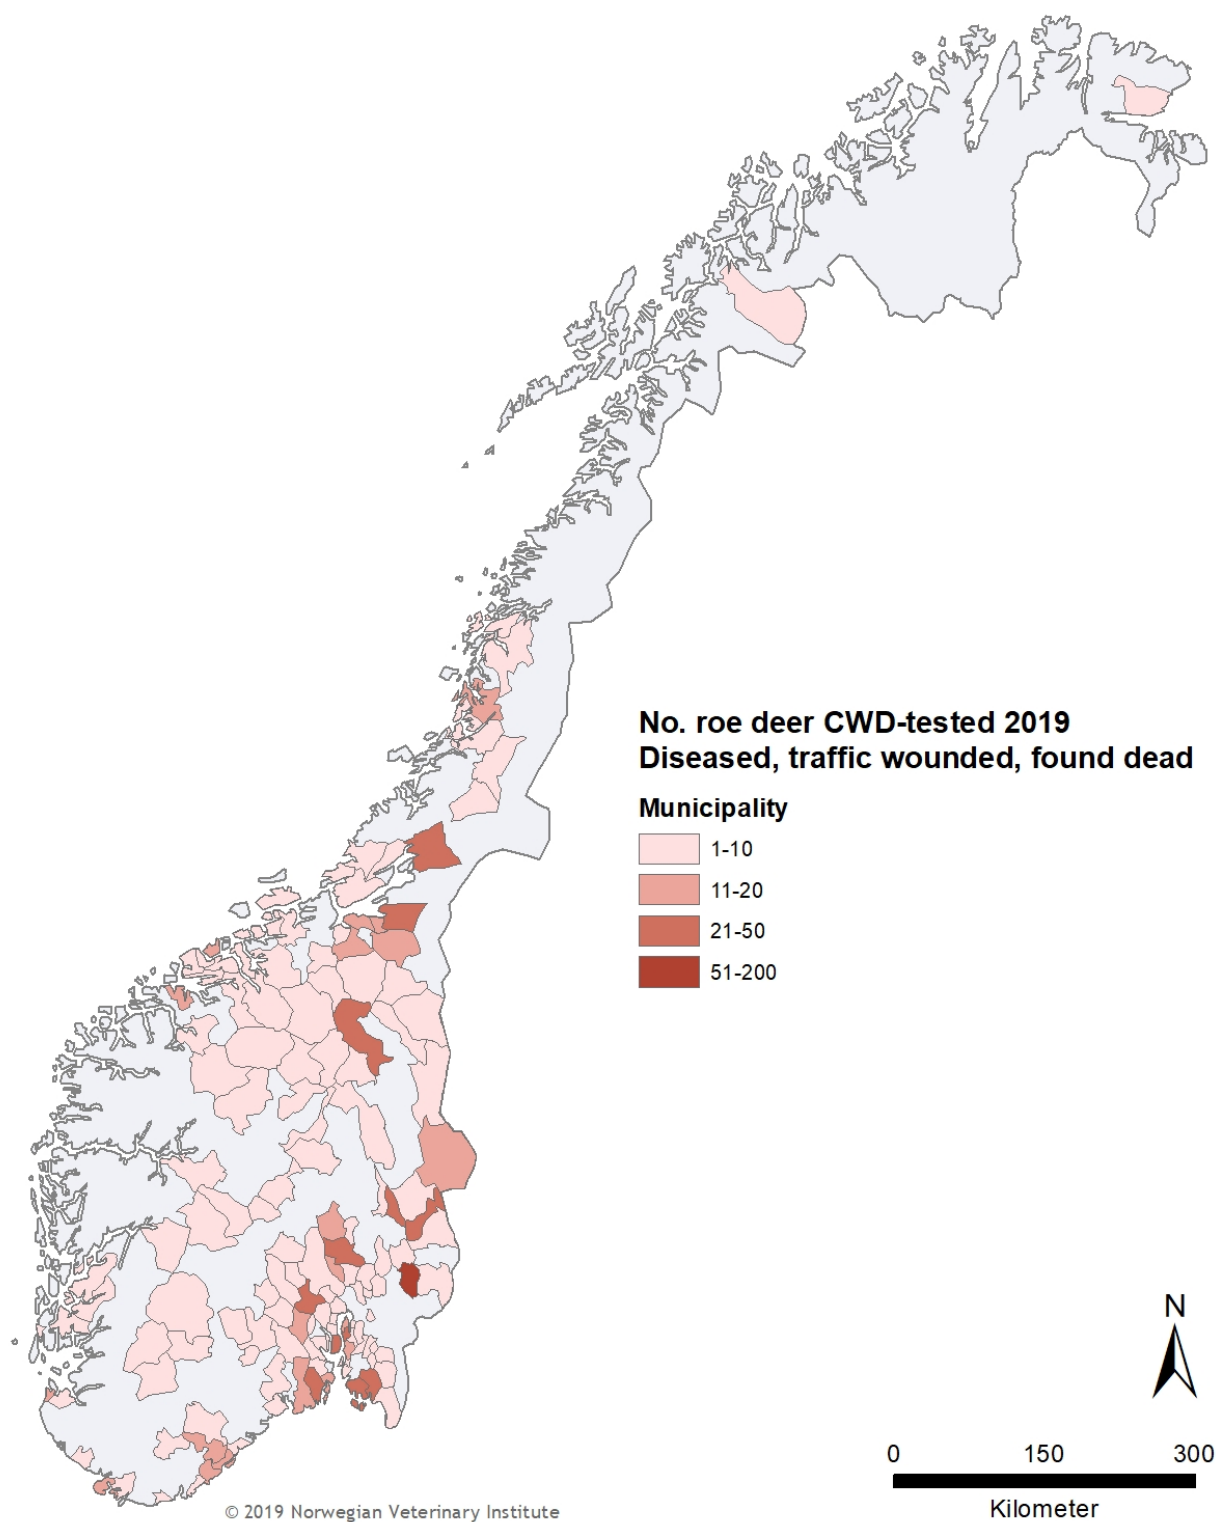 No. roe deer CWD-tested 2019
Diseased, traffic wounded, found dead
Municipality
1-10
11-20
21-50
51-200
N
0 150 300
Kilometer
© 2019 Norwegian Veterinary Institute